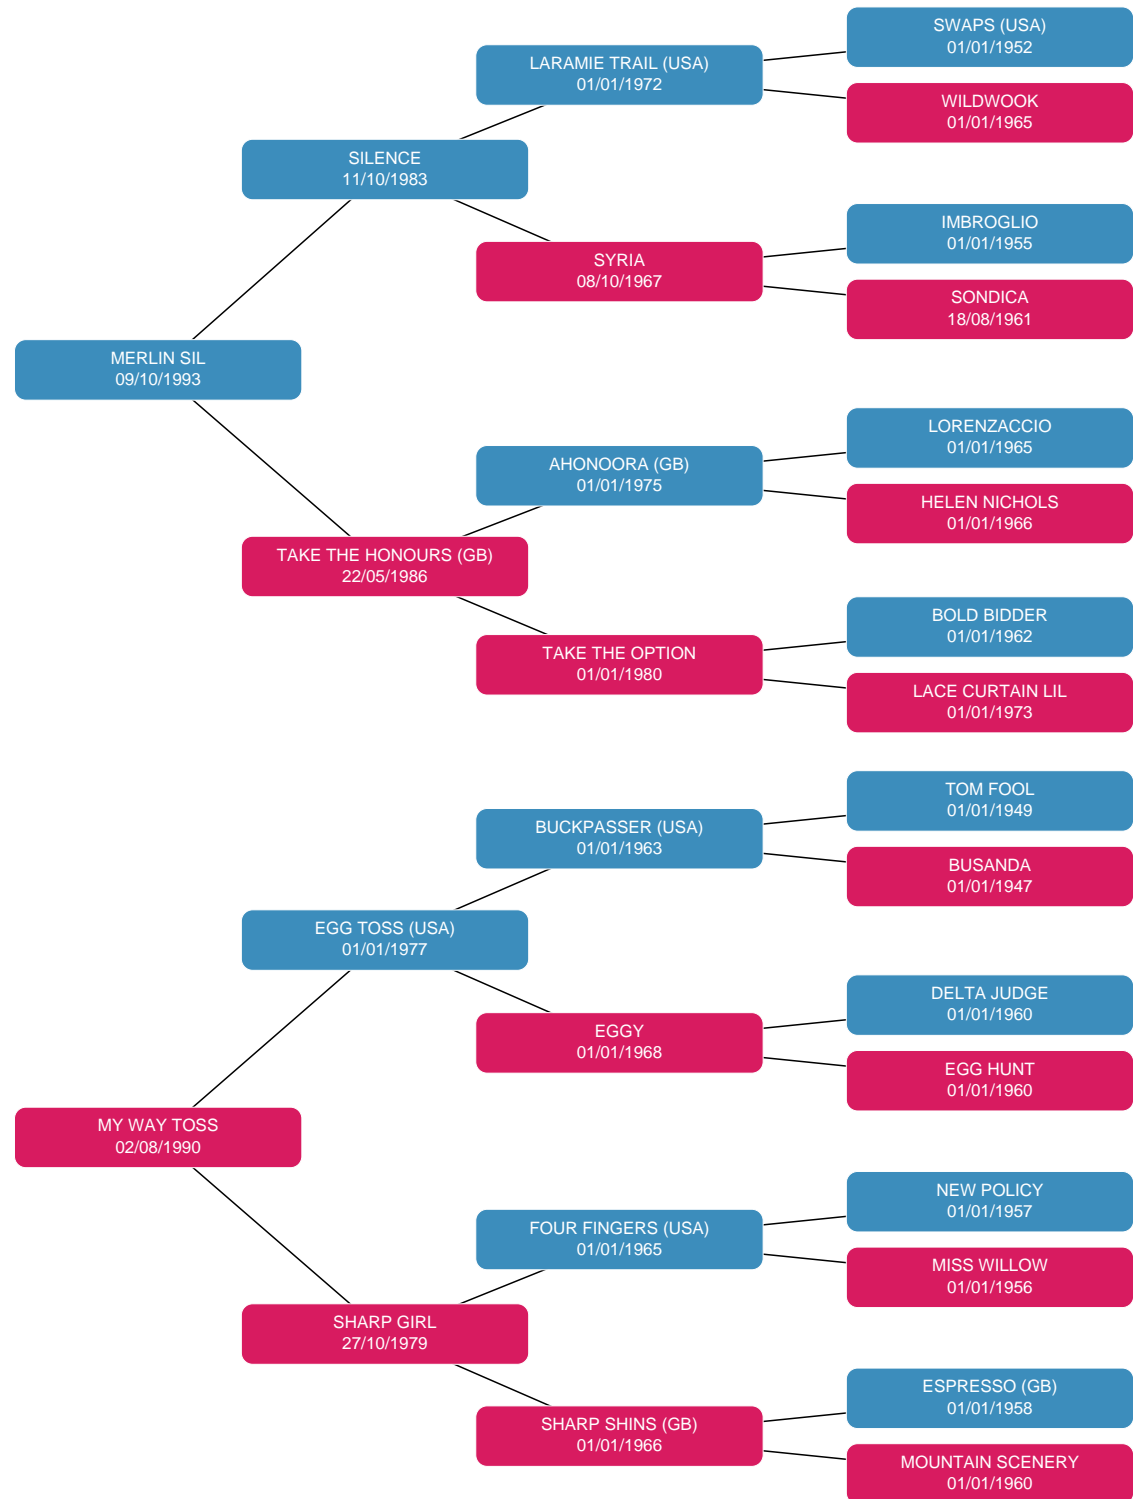 SWAPS (USA)
01/01/1952
LARAMIE TRAIL (USA)
01/01/1972
WILDWOOK
01/01/1965
SILENCE
11/10/1983
IMBROGLIO
01/01/1955
SYRIA
08/10/1967
SONDICA
18/08/1961
MERLIN SIL
09/10/1993
LORENZACCIO
01/01/1965
AHONOORA (GB)
01/01/1975
HELEN NICHOLS
01/01/1966
TAKE THE HONOURS (GB)
22/05/1986
BOLD BIDDER
01/01/1962
TAKE THE OPTION
01/01/1980
LACE CURTAIN LIL
01/01/1973
TOM FOOL
01/01/1949
BUCKPASSER (USA)
01/01/1963
BUSANDA
01/01/1947
EGG TOSS (USA)
01/01/1977
DELTA JUDGE
01/01/1960
EGGY
01/01/1968
EGG HUNT
01/01/1960
MY WAY TOSS
02/08/1990
NEW POLICY
01/01/1957
FOUR FINGERS (USA)
01/01/1965
MISS WILLOW
01/01/1956
SHARP GIRL
27/10/1979
ESPRESSO (GB)
01/01/1958
SHARP SHINS (GB)
01/01/1966
MOUNTAIN SCENERY
01/01/1960